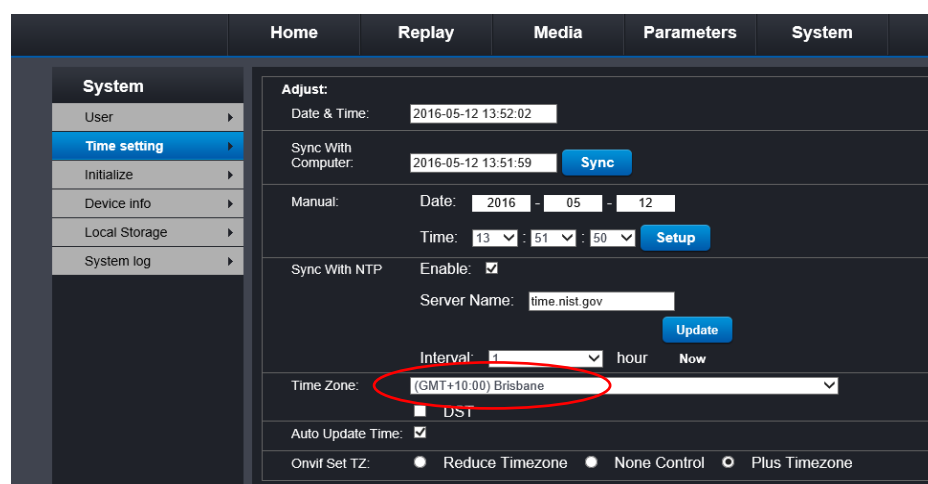 Home Replay Media Parameters System
System
User
Time setting
Initialize
Device info
Local Storage
System log
Adjust:
Date & Time: 2016-05-12 13:52:02
Sync With
Computer: 2016-05-12 13:51:59 Sync
Manual: Date: 2016 - 05 - 12
Time: 13 : 51 : 50 Setup
Sync With NTP Enable:
Server Name: time.nist.gov
Update
Interval: 1 hour Now
Time Zone: (GMT+10:00) Brisbane
DST
Auto Update Time:
Onvif Set TZ: Reduce Timezone None Control Plus Timezone